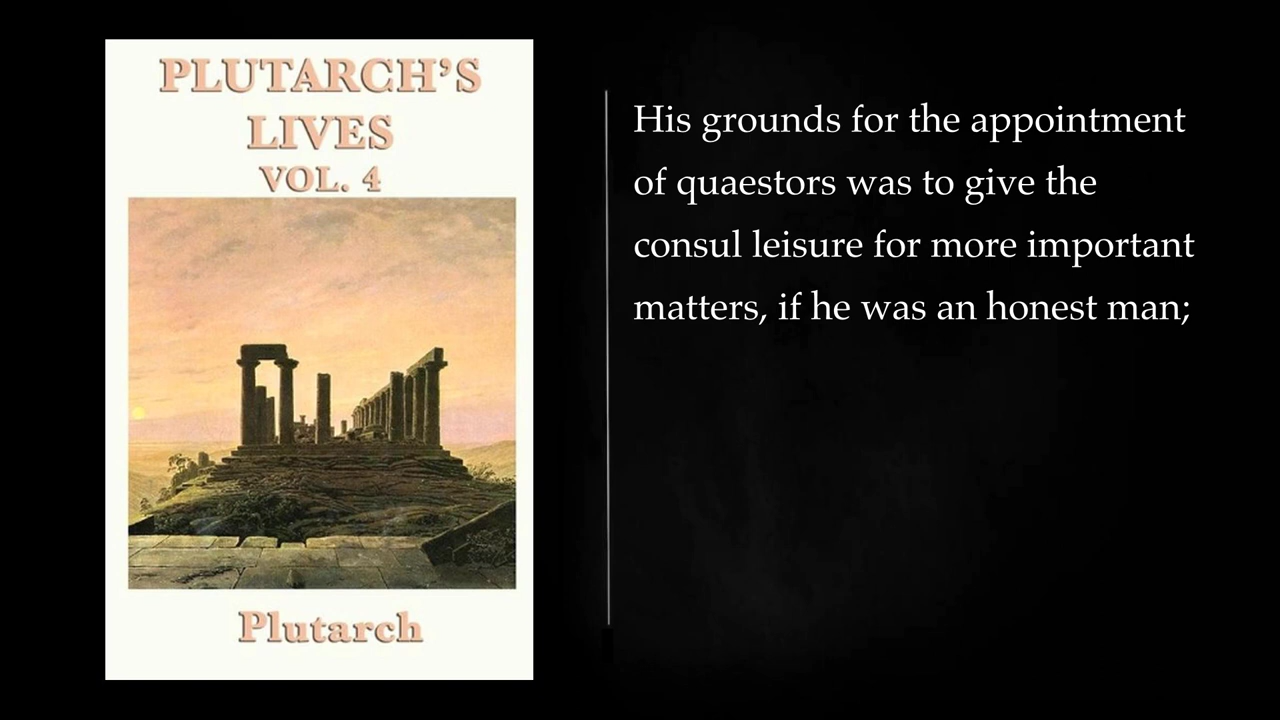 PLUTARCH'S
LIVES
VOL. 4
Plutarch
His grounds for the appointment
of quaestors was to give the
consul leisure for more important
matters, if he was an honest man;